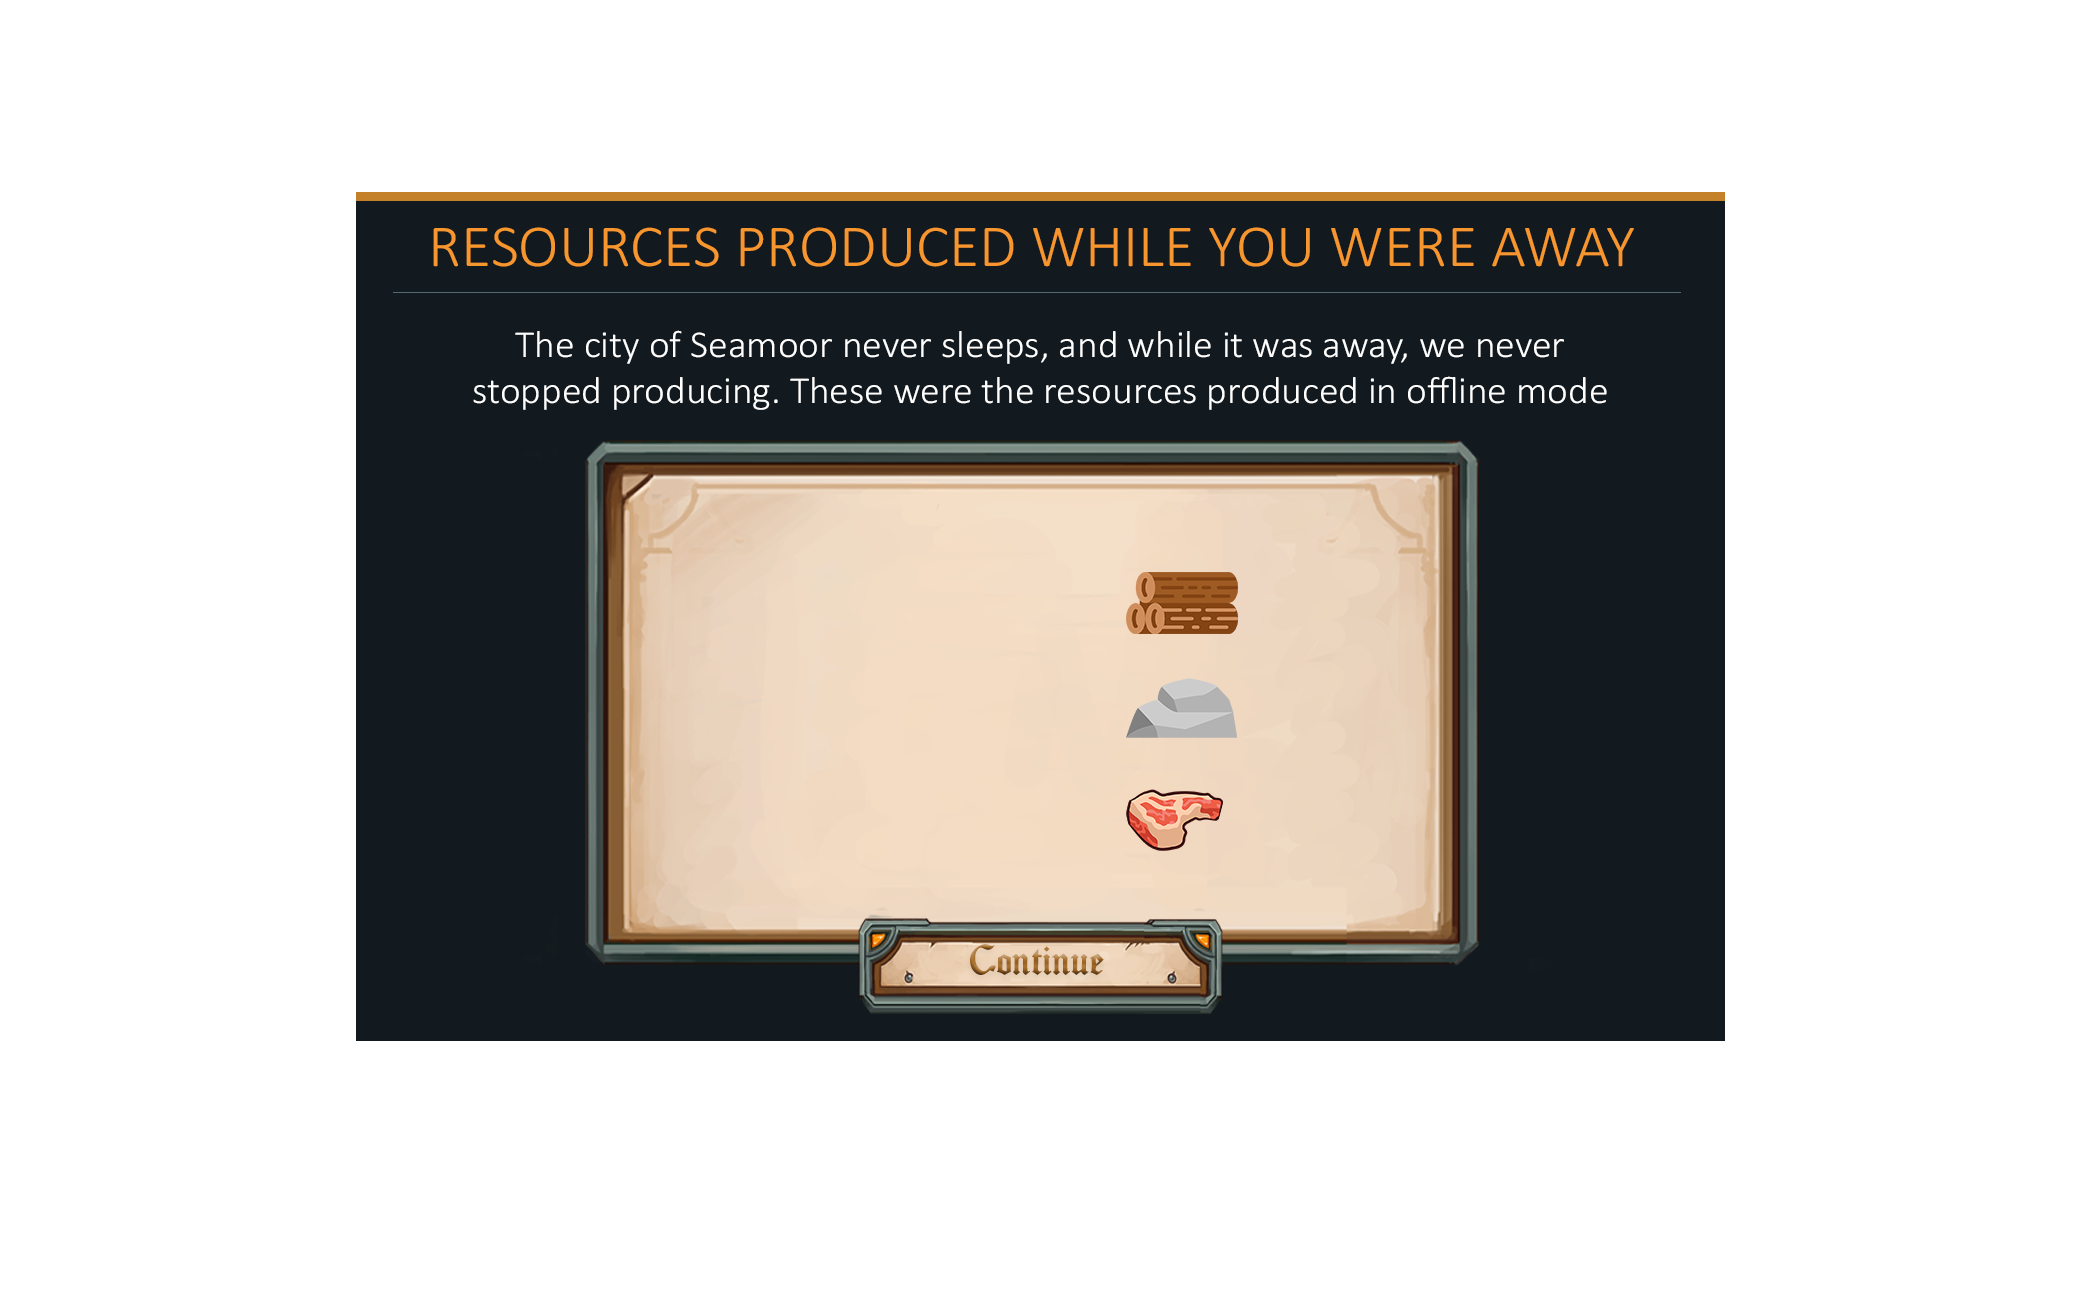 RESOURCES PRODUCED WHILE YOU WERE AWAY
The city of Seamoor never sleeps, and while it was away, we never
stopped producing. These were the resources produced in offline mode
Continue